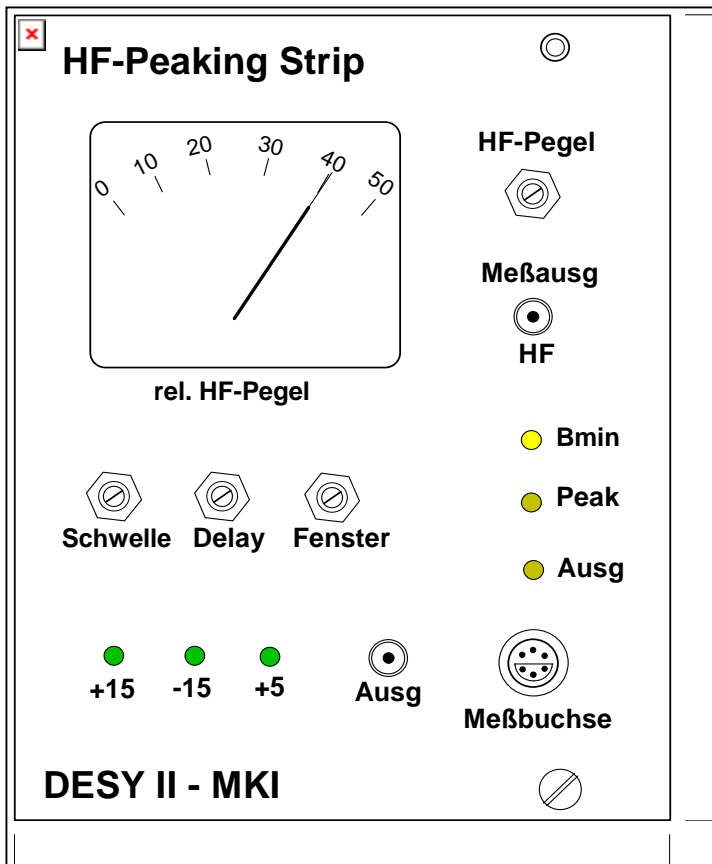 HF-Peaking Strip
0 10 20 30 40 50
rel. HF-Pegel
HF-Pegel
Meßausg
HF
Bmin
Peak
Ausg
Schwelle Delay Fenster
+15 -15 +5
Ausg
Meßbuchse
DESY II - MKI